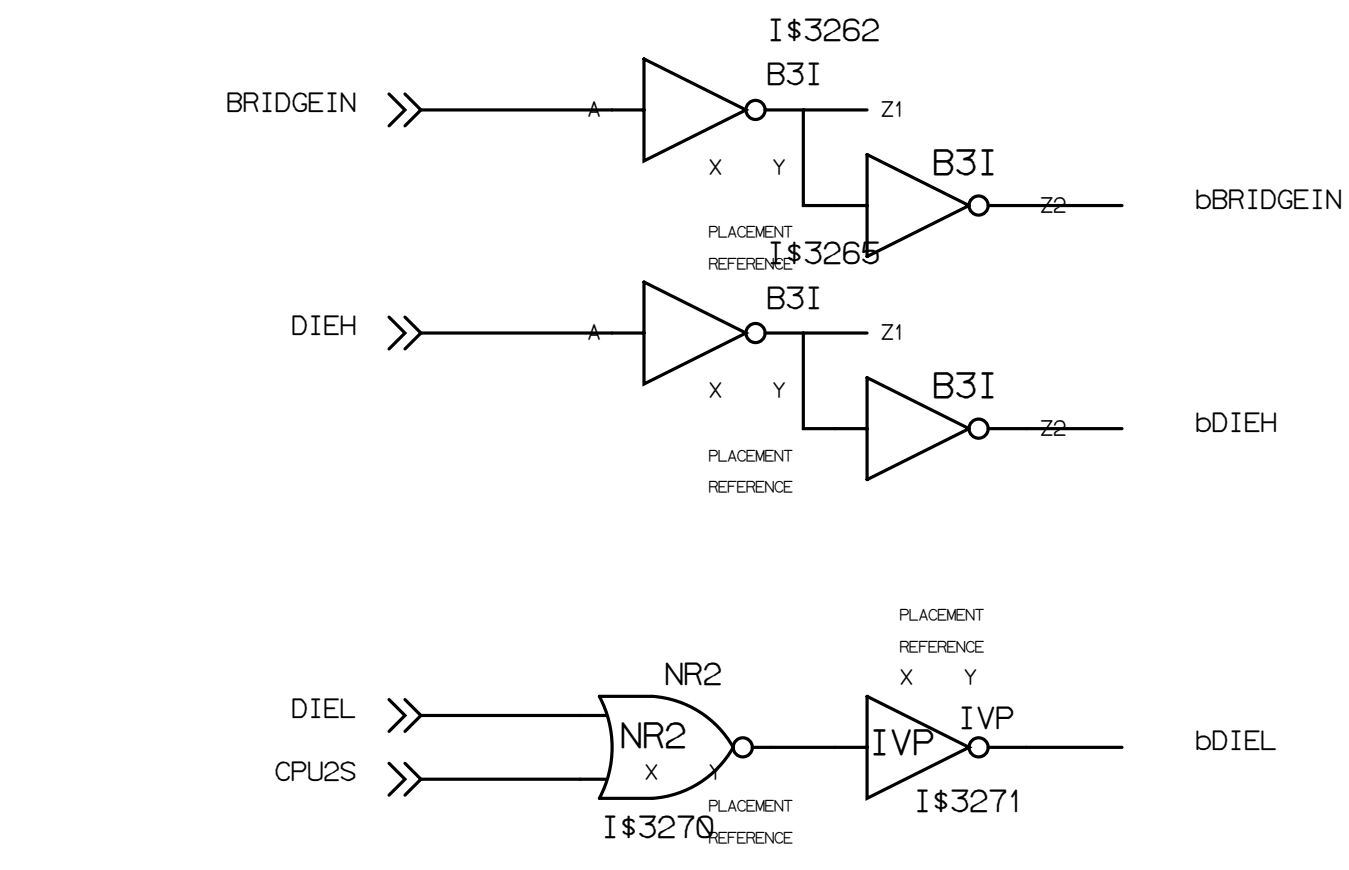 I$3262
B3I
BRIDGEIN
A
Z1
X Y
B3I
Z2
bBRIDGEIN
PLACEMENT
REFERENCE
I$3265
B3I
DIEH
A
Z1
X Y
B3I
Z2
bDIEH
PLACEMENT
REFERENCE
PLACEMENT
REFERENCE
X Y
NR2
DIEL
NR2
IVP
IVP
bDIEL
CPU2S
X Y
I$3271
PLACEMENT
REFERENCE
I$3270